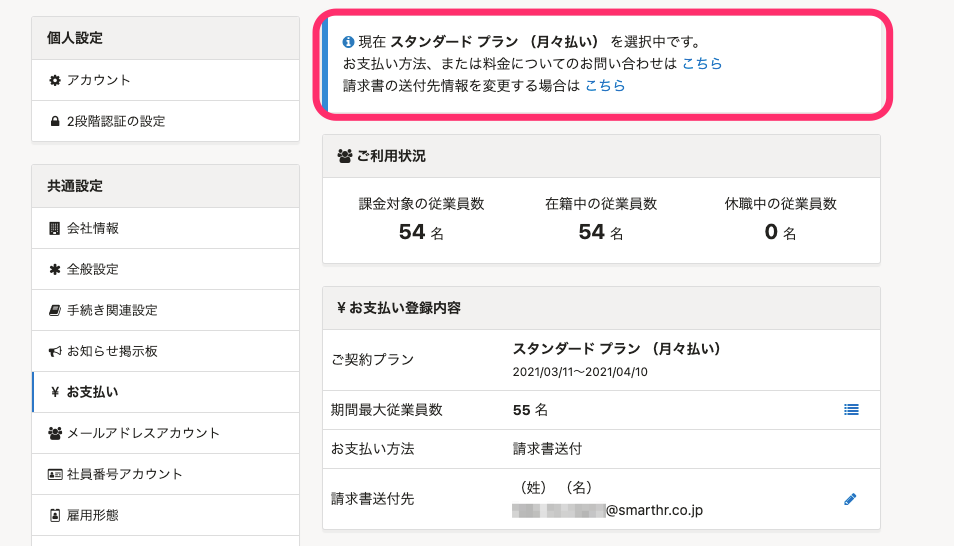 個人設定
アカウント
2段階認証の設定
共通設定
会社情報
全般設定
手続き関連設定
お知らせ掲示板
¥ お支払い
メールアドレスアカウント
社員番号アカウント
雇用形態
現在 スタンダード プラン （月々払い） を選択中です。
お支払い方法、または料金についてのお問い合わせは こちら
請求書の送付先情報を変更する場合は こちら
ご利用状況
課金対象の従業員数 在籍中の従業員数 休職中の従業員数
54 名 54 名 0 名
¥ お支払い登録内容
ご契約プラン スタンダード プラン （月々払い）
2021/03/11〜2021/04/10
期間最大従業員数 55 名
お支払い方法 請求書送付
請求書送付先 （姓） （名）
@smarthr.co.jp